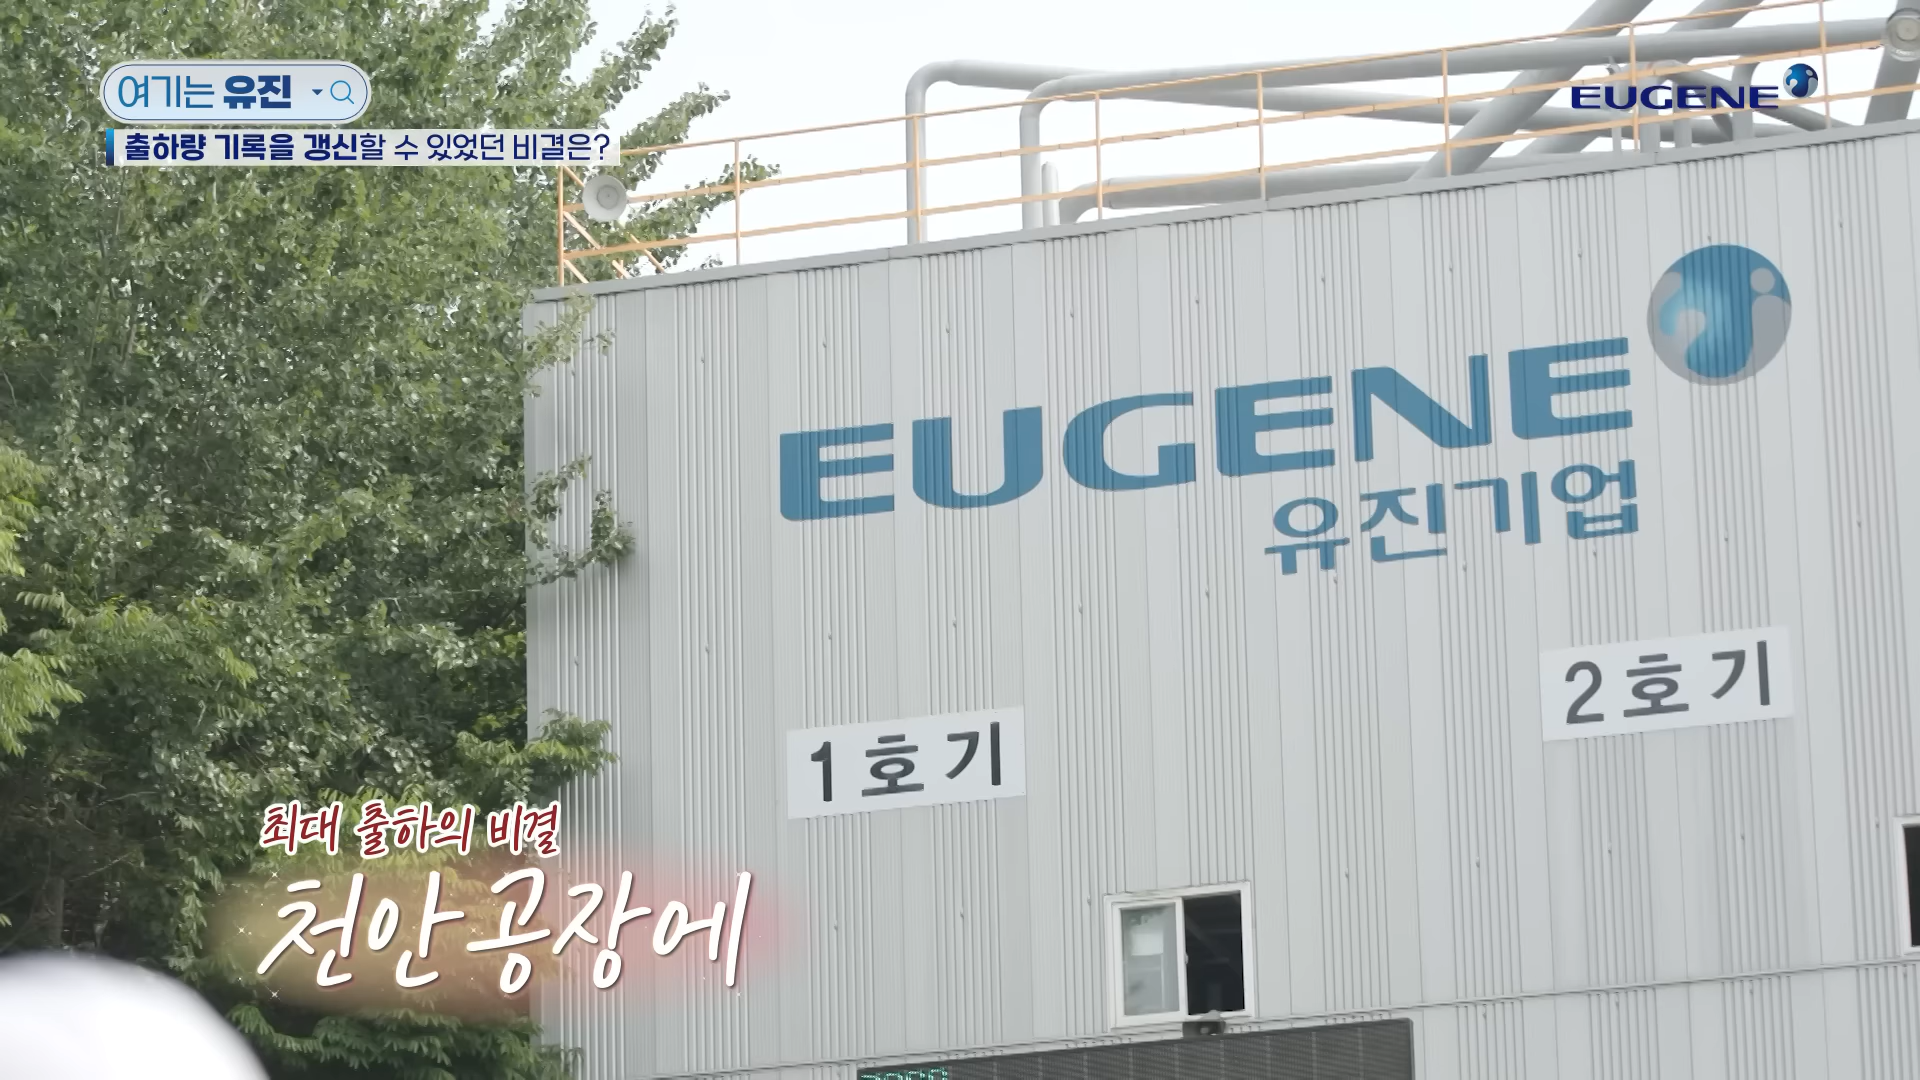 여기는 유진
EUGENE
출하량 기록을 갱신할 수 있었던 비결은?
EUGENE
유진기업
2호기
1호기
최대 출하의 비결
천안공장에